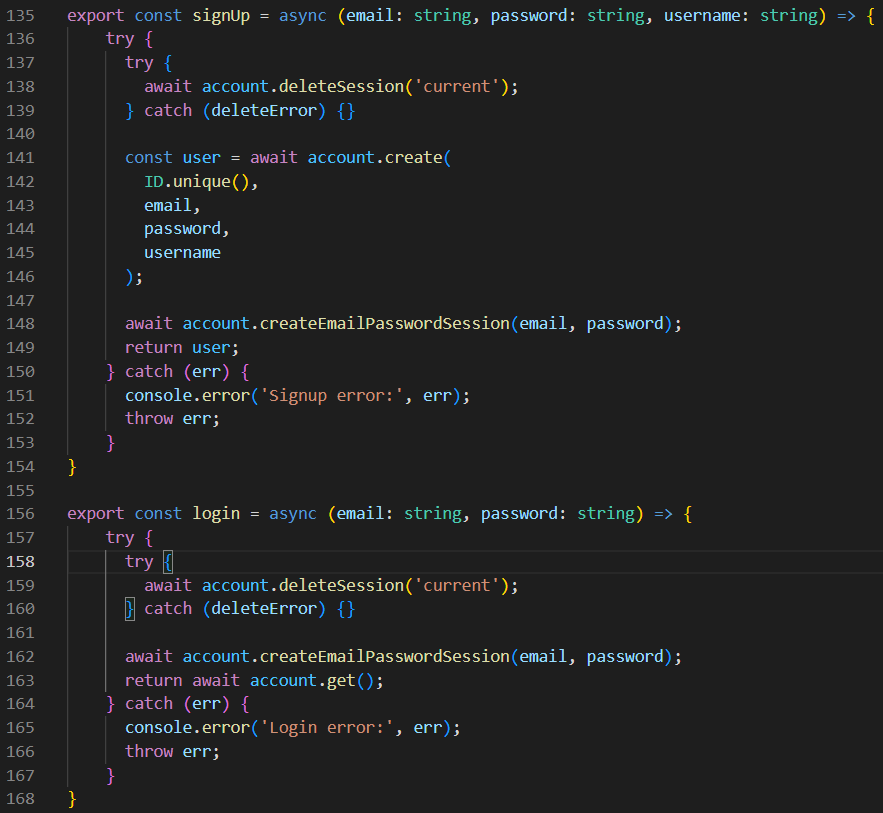 135 export const signUp = async (email: string, password: string, username: string) => {
136     try {
137       try {
138         await account.deleteSession('current');
139       } catch (deleteError) {}
140
141       const user = await account.create(
142         ID.unique(),
143         email,
144         password,
145         username
146       );
147
148       await account.createEmailPasswordSession(email, password);
149       return user;
150     } catch (err) {
151       console.error('Signup error:', err);
152       throw err;
153     }
154 }
155
156 export const login = async (email: string, password: string) => {
157     try {
158       try {
159         await account.deleteSession('current');
160       } catch (deleteError) {}
161
162       await account.createEmailPasswordSession(email, password);
163       return await account.get();
164     } catch (err) {
165       console.error('Login error:', err);
166       throw err;
167     }
168 }